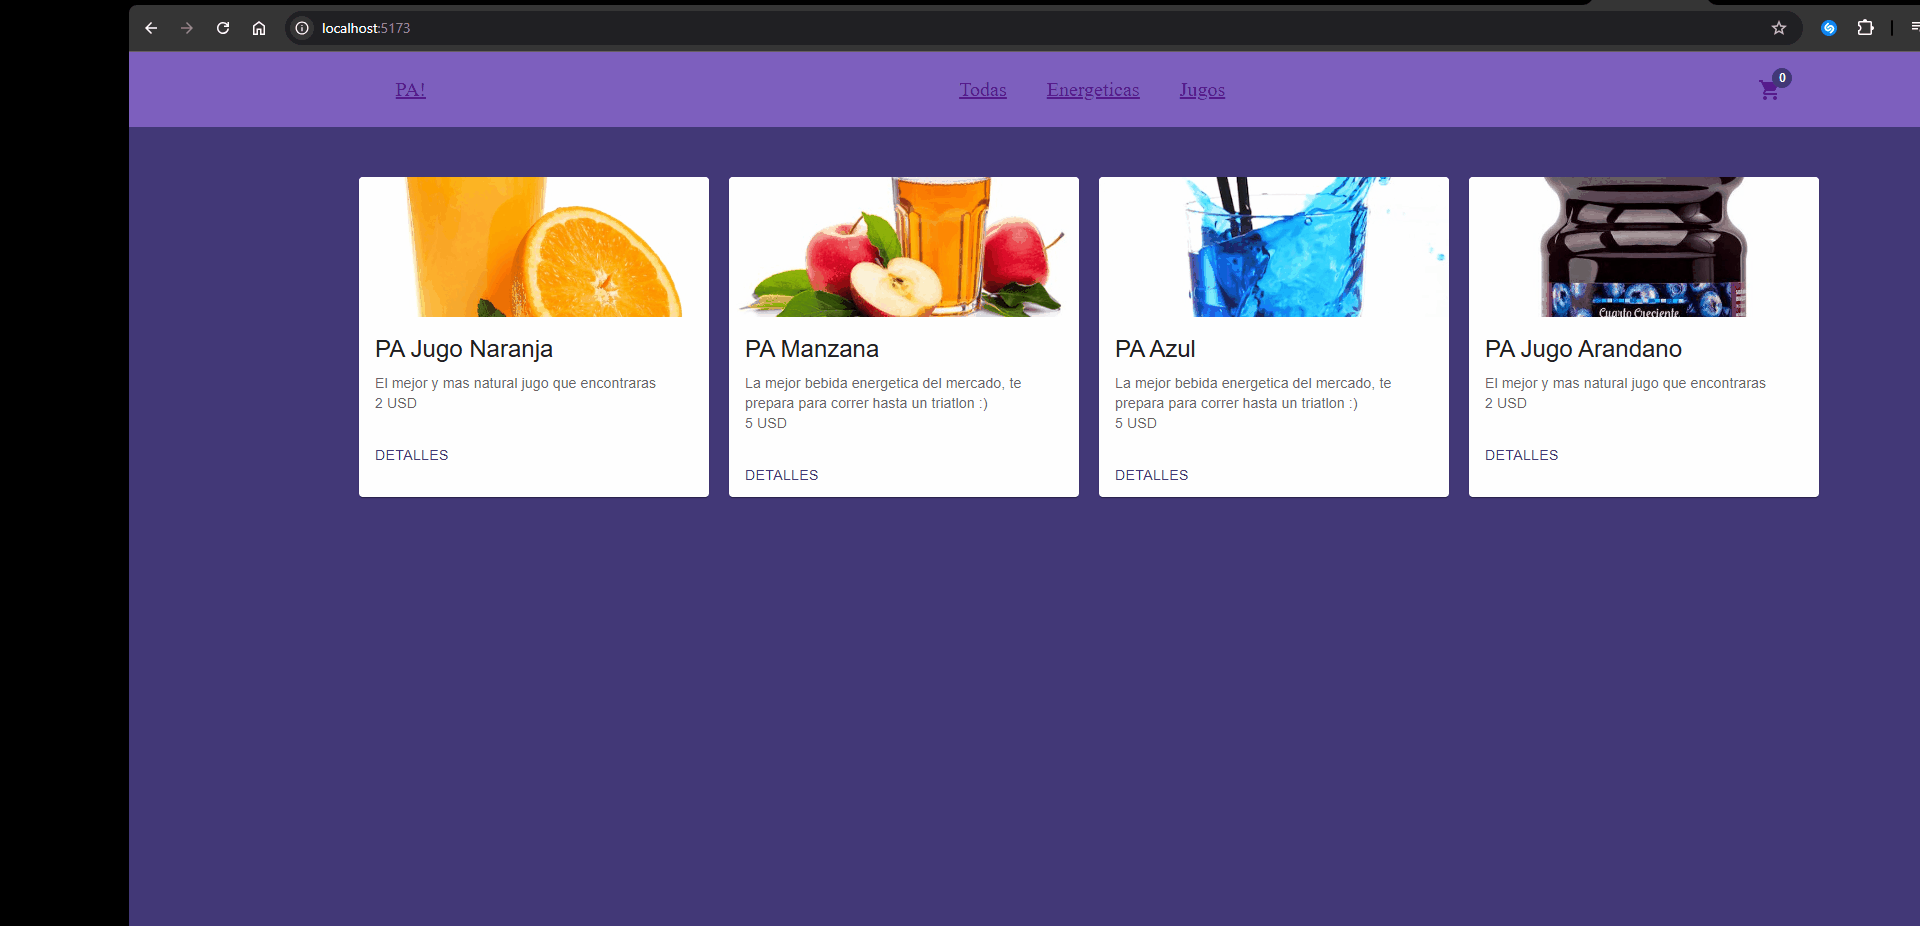 localhost:5173
PA!
Todas
Energeticas
Jugos
0
PA Jugo Naranja
El mejor y mas natural jugo que encontraras
2 USD
DETALLES
PA Manzana
La mejor bebida energetica del mercado, te
prepara para correr hasta un triatlon :)
5 USD
DETALLES
PA Azul
La mejor bebida energetica del mercado, te
prepara para correr hasta un triatlon :)
5 USD
DETALLES
Cuarto Creciente
PA Jugo Arandano
El mejor y mas natural jugo que encontraras
2 USD
DETALLES